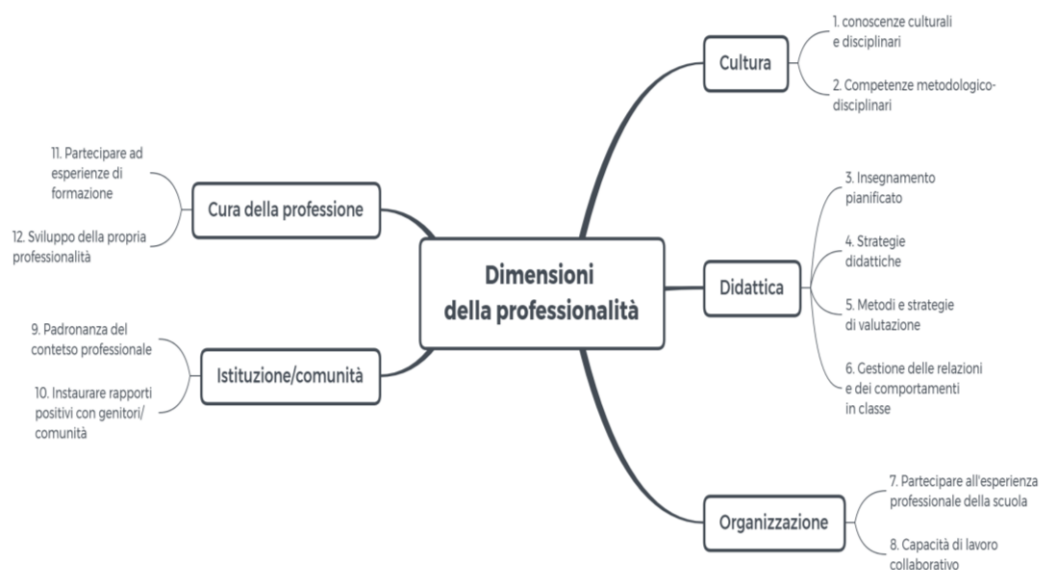 Dimensioni
della professionalità
Cultura
1. conoscenze culturali
e disciplinari
2. Competenze metodologico-
disciplinari
Didattica
3. Insegnamento
pianificato
4. Strategie
didattiche
5. Metodi e strategie
di valutazione
6. Gestione delle relazioni
e dei comportamenti
in classe
Organizzazione
7. Partecipare all'esperienza
professionale della scuola
8. Capacità di lavoro
collaborativo
Istituzione/comunità
9. Padronanza del
contetso professionale
10. Instaurare rapporti
positivi con genitori/
comunità
Cura della professione
11. Partecipare ad
esperienze di
formazione
12. Sviluppo della propria
professionalità